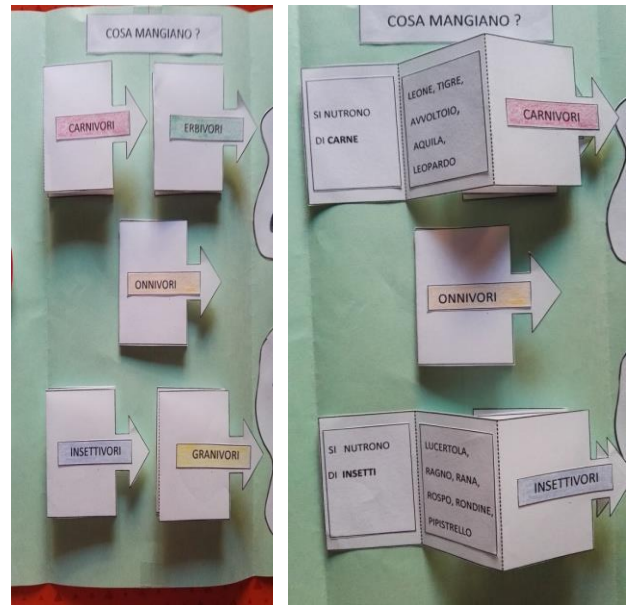 COSA MANGIANO ?
CARNIVORI
ERBIVORI
ONNIVORI
INSETTIVORI
GRANIVORI
COSA MANGIANO ?
SI NUTRONO
DI CARNE
LEONE, TIGRE,
AVVOLTOIO,
AQUILA,
LEOPARDO
CARNIVORI
ONNIVORI
SI NUTRONO
DI INSETTI
LUCERTOLA,
RAGNO, RANA,
ROSPO, RONDINE,
PIPISTRELLO
INSETTIVORI